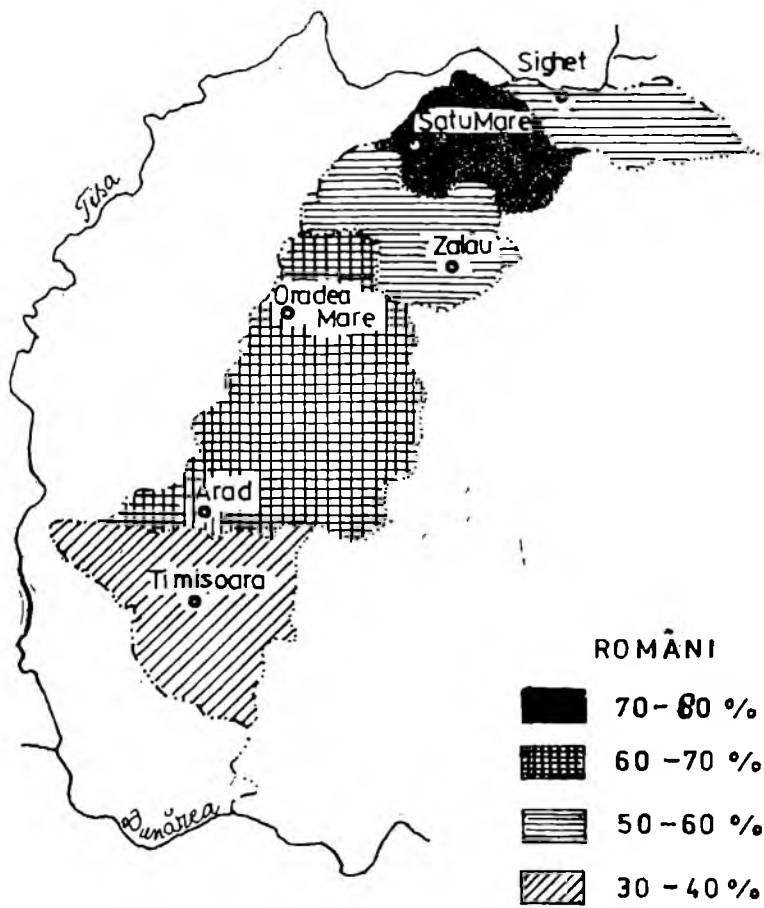 Sighet
SatuMare
Tisa
Zalau
Oradea
Mare
Arad
Timisoara
ROMÂNI
70-80 %
60-70 %
50-60 %
30-40 %
Dunărea